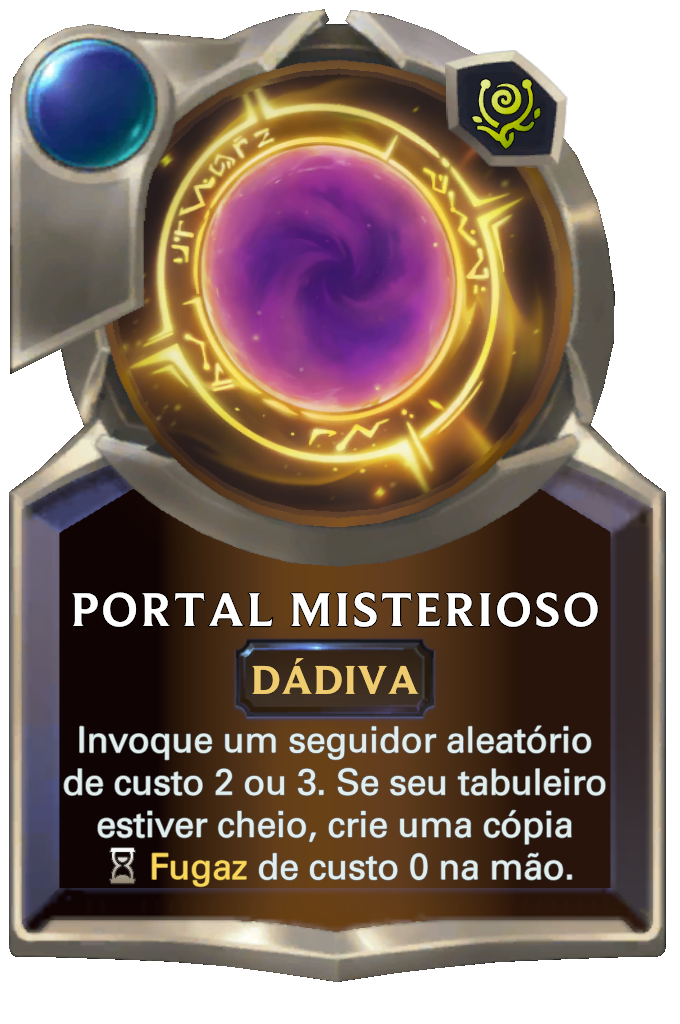 PORTAL MISTERIOSO
DÁDIVA
Invoque um seguidor aleatório
de custo 2 ou 3. Se seu tabuleiro
estiver cheio, crie uma cópia
Fugaz de custo 0 na mão.